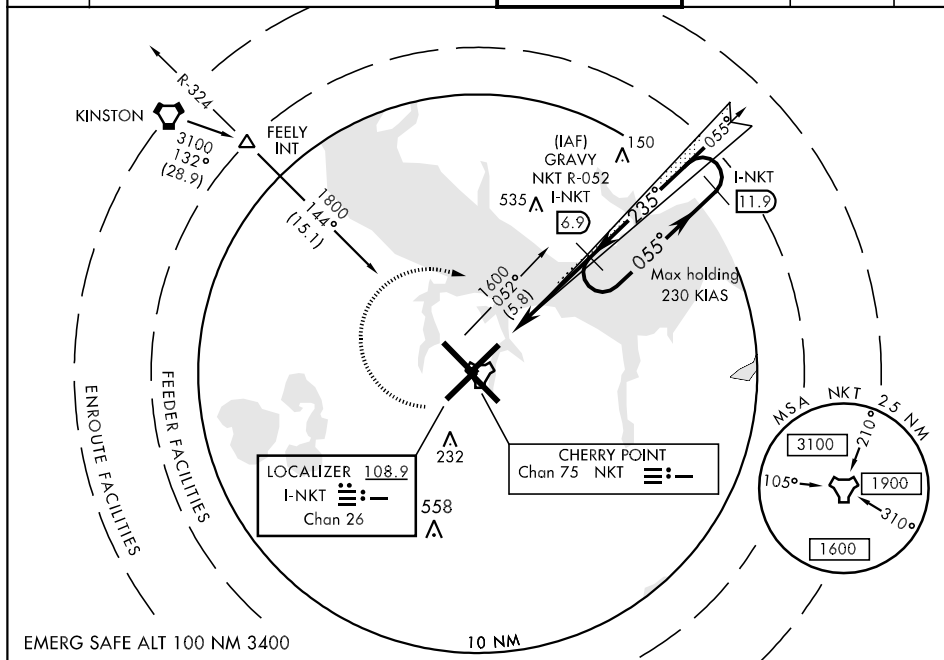 R-324
KINSTON
3100
132°
(28.9)
FEELY
INT
1800
144°
(15.1)
(IAF)
GRAVY
NKT R-052
I-NKT
6.9
150
535
055°
235°
055°
I-NKT
11.9
Max holding
230 KIAS
1600
052°
(5.8)
ENROUTE FACILITIES
FEEDER FACILITIES
232
LOCALIZER 108.9
I-NKT
Chan 26
558
CHERRY POINT
Chan 75 NKT
MSA NKT 25 NM
3100
210°
105°
1900
310°
1600
EMERG SAFE ALT 100 NM 3400
10 NM